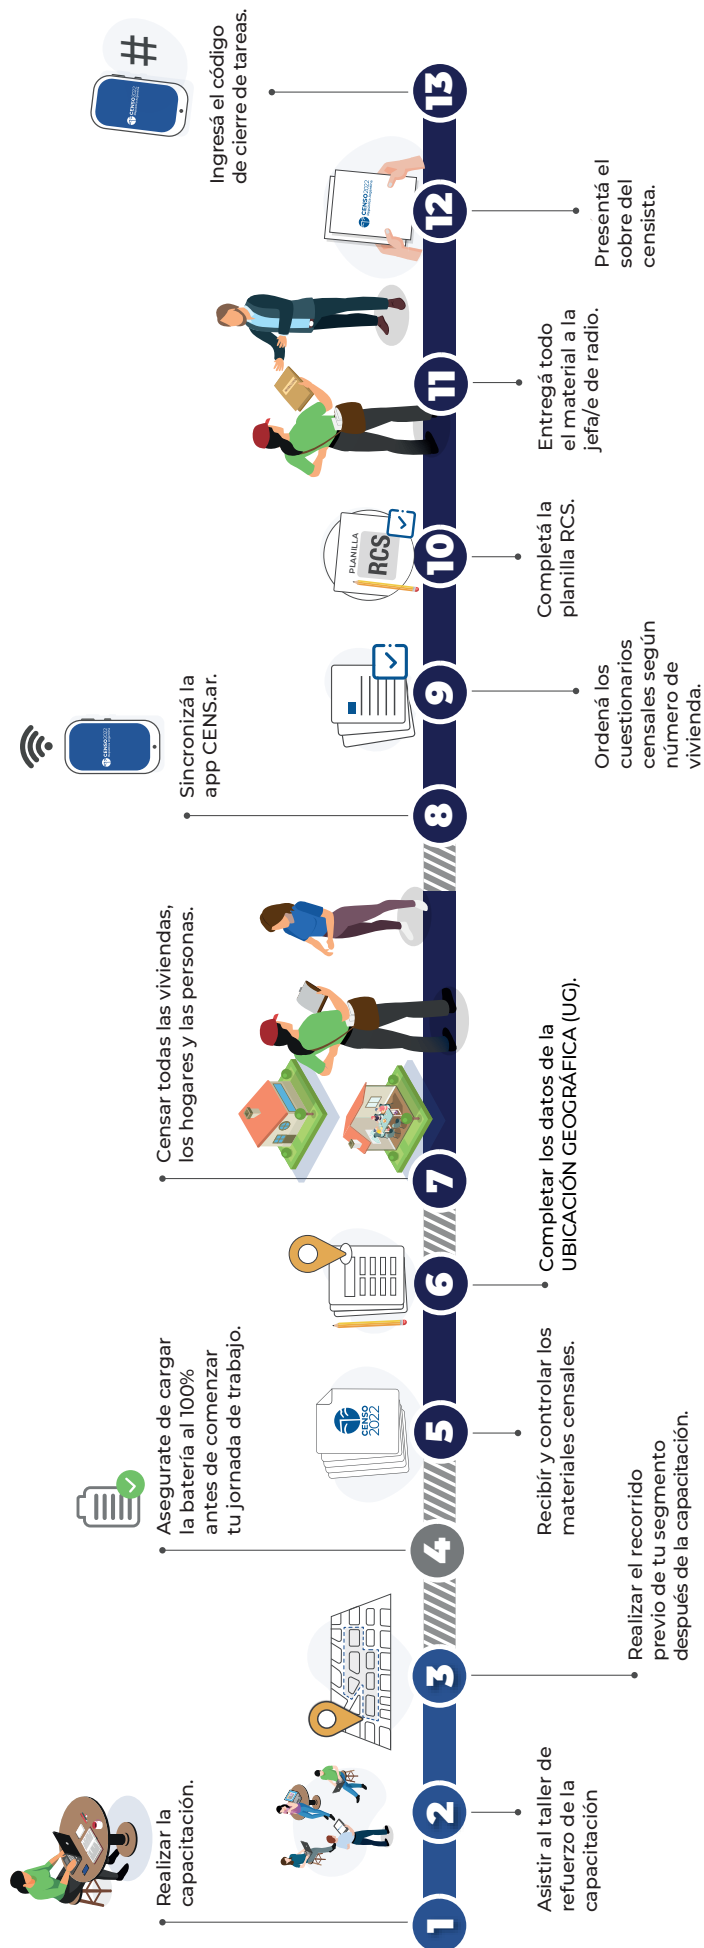 1
Realizar la
capacitación.
2
Asistir al taller de
refuerzo de la
capacitación
3
Realizar el recorrido
previo de tu segmento
después de la capacitación.
4
Asegurate de cargar
la batería al 100%
antes de comenzar
tu jornada de trabajo.
5
CENSO
2022
Recibír y controlar los
materiales censales.
6
Completar los datos de la
UBICACIÓN GEOGRÁFICA (UG).
7
Censar todas las viviendas,
los hogares y las personas.
8
CENSO2022
Sincronizá la
app CENS.ar.
9
Ordená los
cuestionarios
censales según
número de
vivienda.
10
PLANILLA
RCS
Completá la
planilla RCS.
11
Entregá todo
el material a la
jefa/e de radio.
12
CENSO2022
Presentá el
sobre del
censista.
13
CENSO2022
#
Ingresá el código
de cierre de tareas.